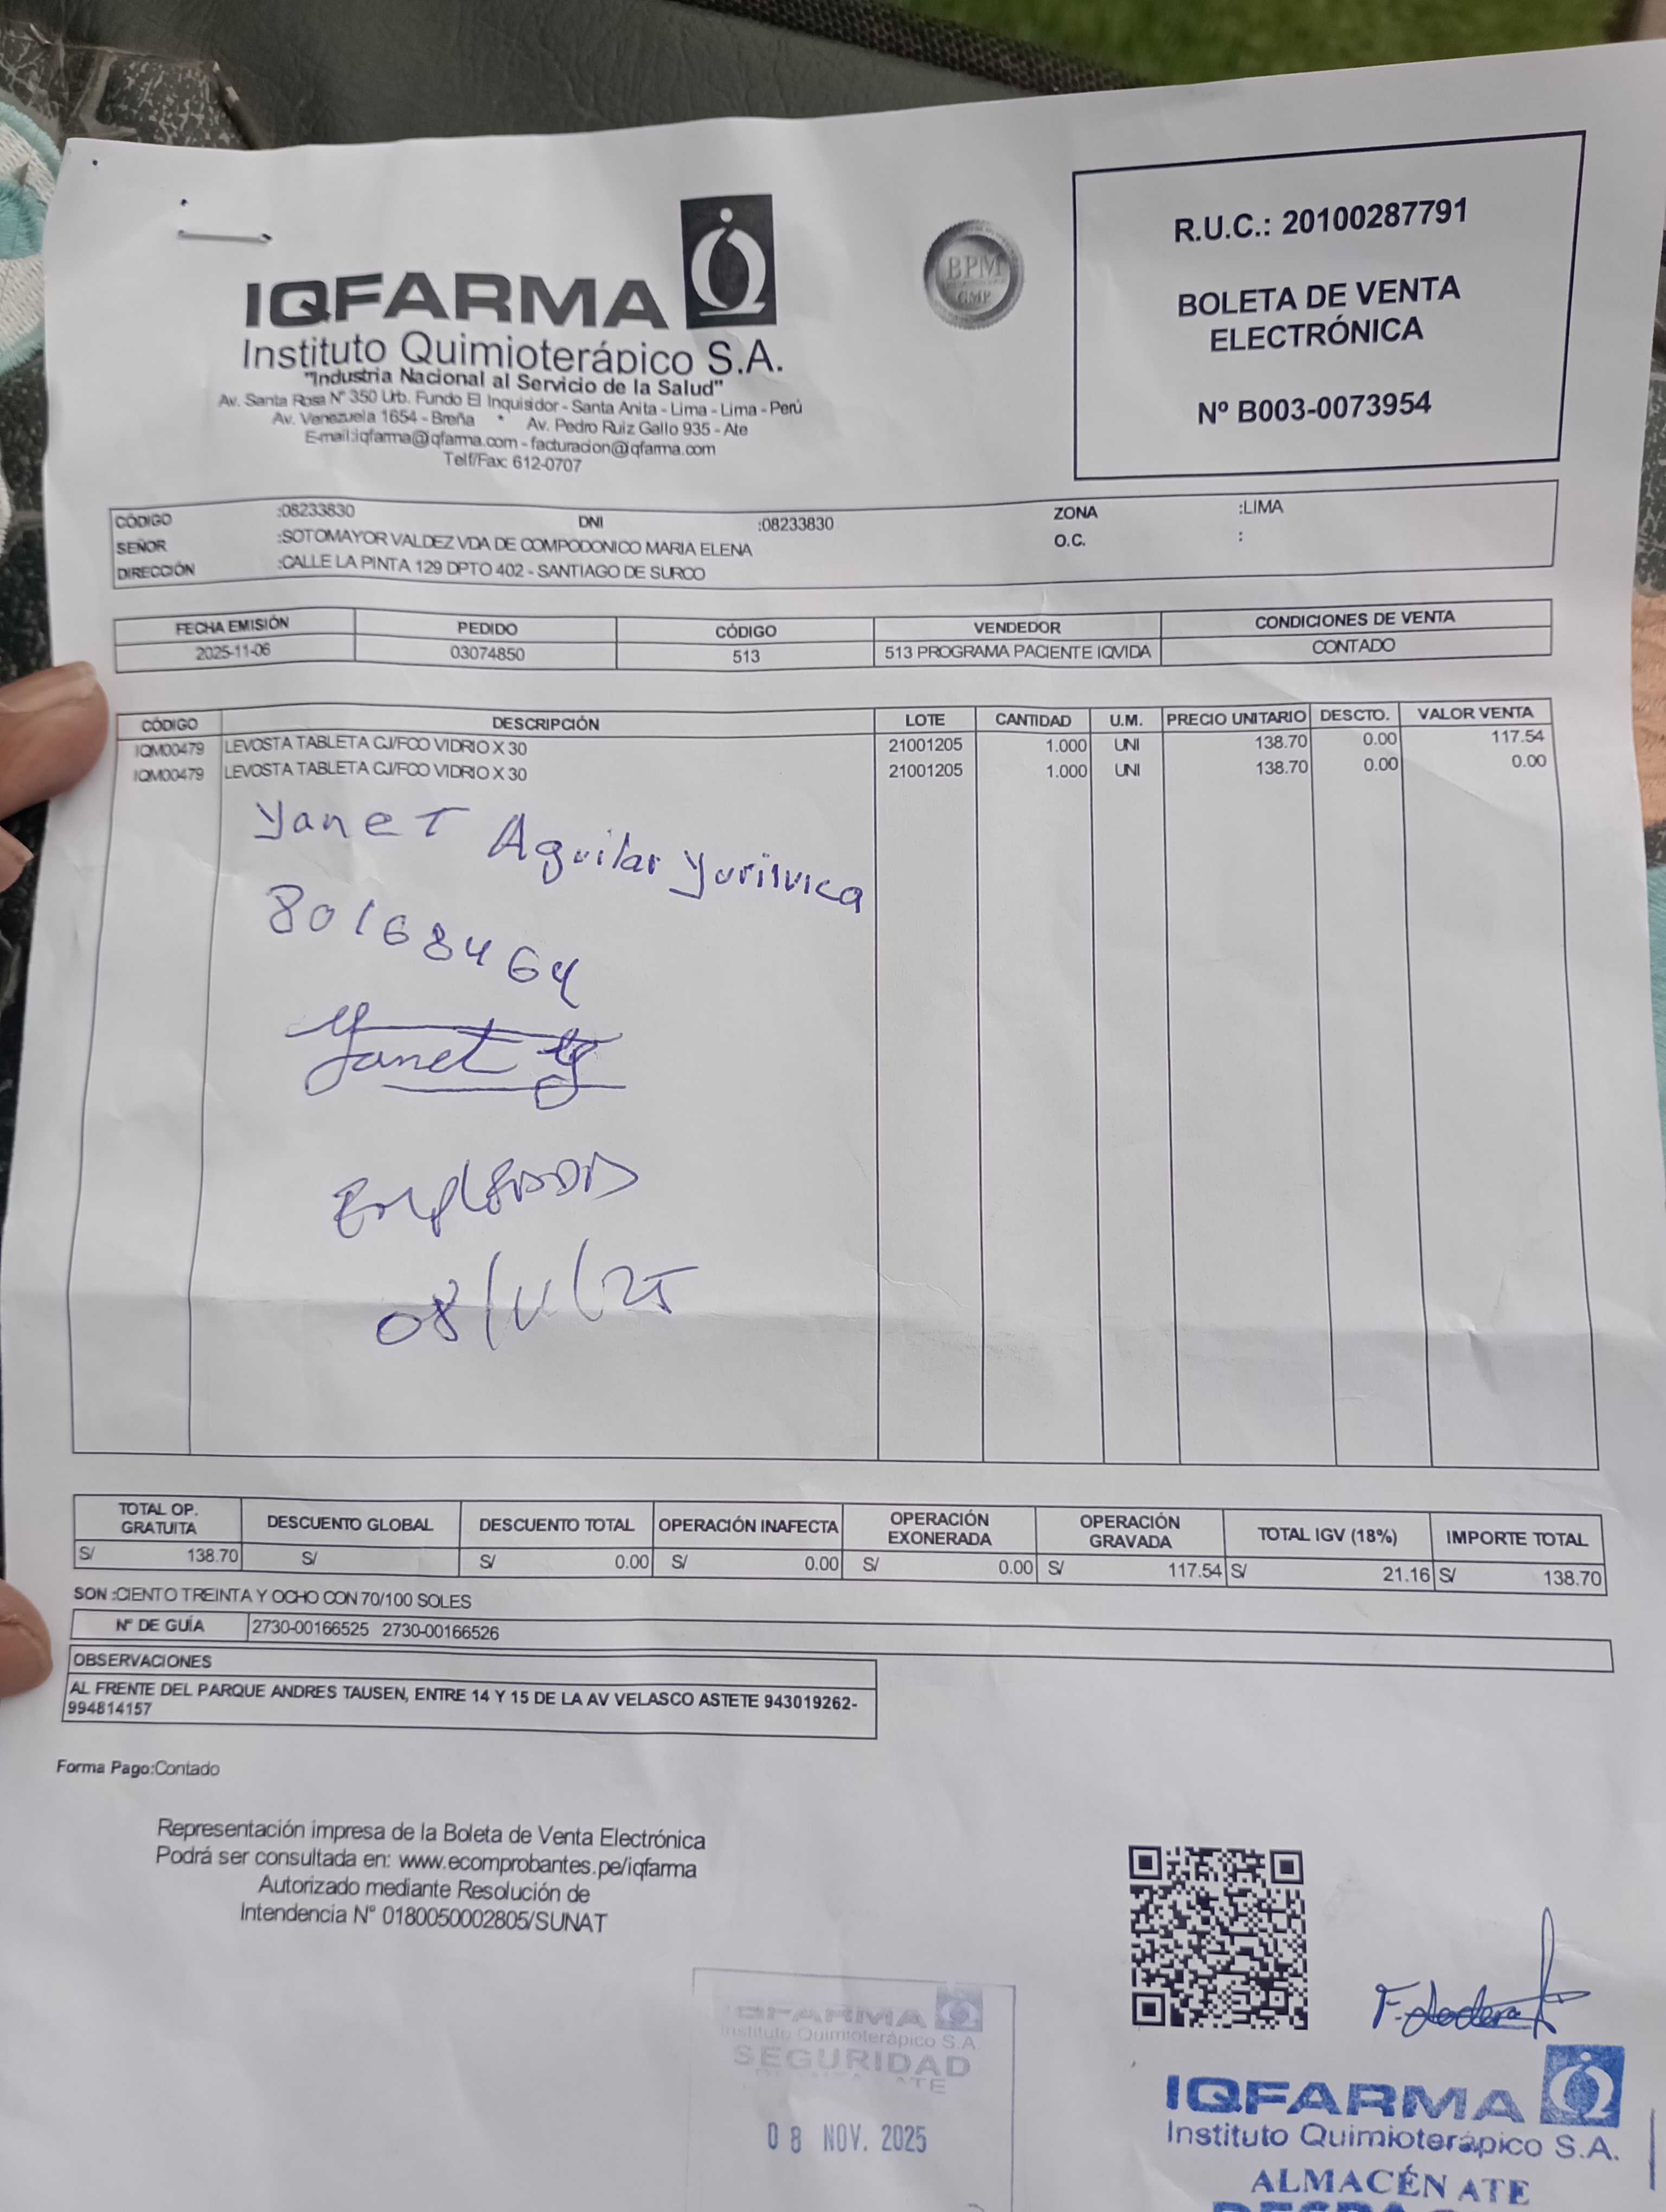 IQFARMA
Instituto Quimioterápico S.A.
"Industria Nacional al Servicio de la Salud"
Av. Santa Rosa N° 350 Urb. Fundo El Inquisidor - Santa Anita - Lima - Lima - Perú
Av. Venezuela 1654 - Breña * Av. Pedro Ruiz Gallo 935 - Ate
E-mail:iqfarma@iqfarma.com - facturacion@iqfarma.com
Telf/Fax: 612-0707
BPM
GMP
R.U.C.: 20100287791
BOLETA DE VENTA
ELECTRÓNICA
Nº B003-0073954
CÓDIGO :08233830 DNI :08233830 ZONA :LIMA
SEÑOR :SOTOMAYOR VALDEZ VDA DE COMPODONICO MARIA ELENA O.C. :
DIRECCIÓN :CALLE LA PINTA 129 DPTO 402 - SANTIAGO DE SURCO
FECHA EMISIÓN PEDIDO CÓDIGO VENDEDOR CONDICIONES DE VENTA
2025-11-06 03074850 513 513 PROGRAMA PACIENTE IQVIDA CONTADO
CÓDIGO DESCRIPCIÓN LOTE CANTIDAD U.M. PRECIO UNITARIO DESCTO. VALOR VENTA
IQM00479 LEVOSTA TABLETA CJ/FCO VIDRIO X 30 21001205 1.000 UNI 138.70 0.00 117.54
IQM00479 LEVOSTA TABLETA CJ/FCO VIDRIO X 30 21001205 1.000 UNI 138.70 0.00 0.00
Yanet Aguilar
80168464
Yanet
08/11/25
TOTAL OP. GRATUITA DESCUENTO GLOBAL DESCUENTO TOTAL OPERACIÓN INAFECTA OPERACIÓN EXONERADA OPERACIÓN GRAVADA TOTAL IGV (18%) IMPORTE TOTAL
S/ 138.70 S/ S/ 0.00 S/ 0.00 S/ 0.00 S/ 117.54 S/ 21.16 S/ 138.70
SON :CIENTO TREINTA Y OCHO CON 70/100 SOLES
N° DE GUÍA 2730-00166525 2730-00166526
OBSERVACIONES
AL FRENTE DEL PARQUE ANDRES TAUSEN, ENTRE 14 Y 15 DE LA AV VELASCO ASTETE 943019262-
994814157
Forma Pago:Contado
Representación impresa de la Boleta de Venta Electrónica
Podrá ser consultada en: www.ecomprobantes.pe/iqfarma
Autorizado mediante Resolución de
Intendencia N° 0180050002805/SUNAT
IQFARMA
Instituto Quimioterápico S.A.
SEGURIDAD
ATE
08 NOV. 2025
IQFARMA
Instituto Quimioterápico S.A.
ALMACÉN ATE